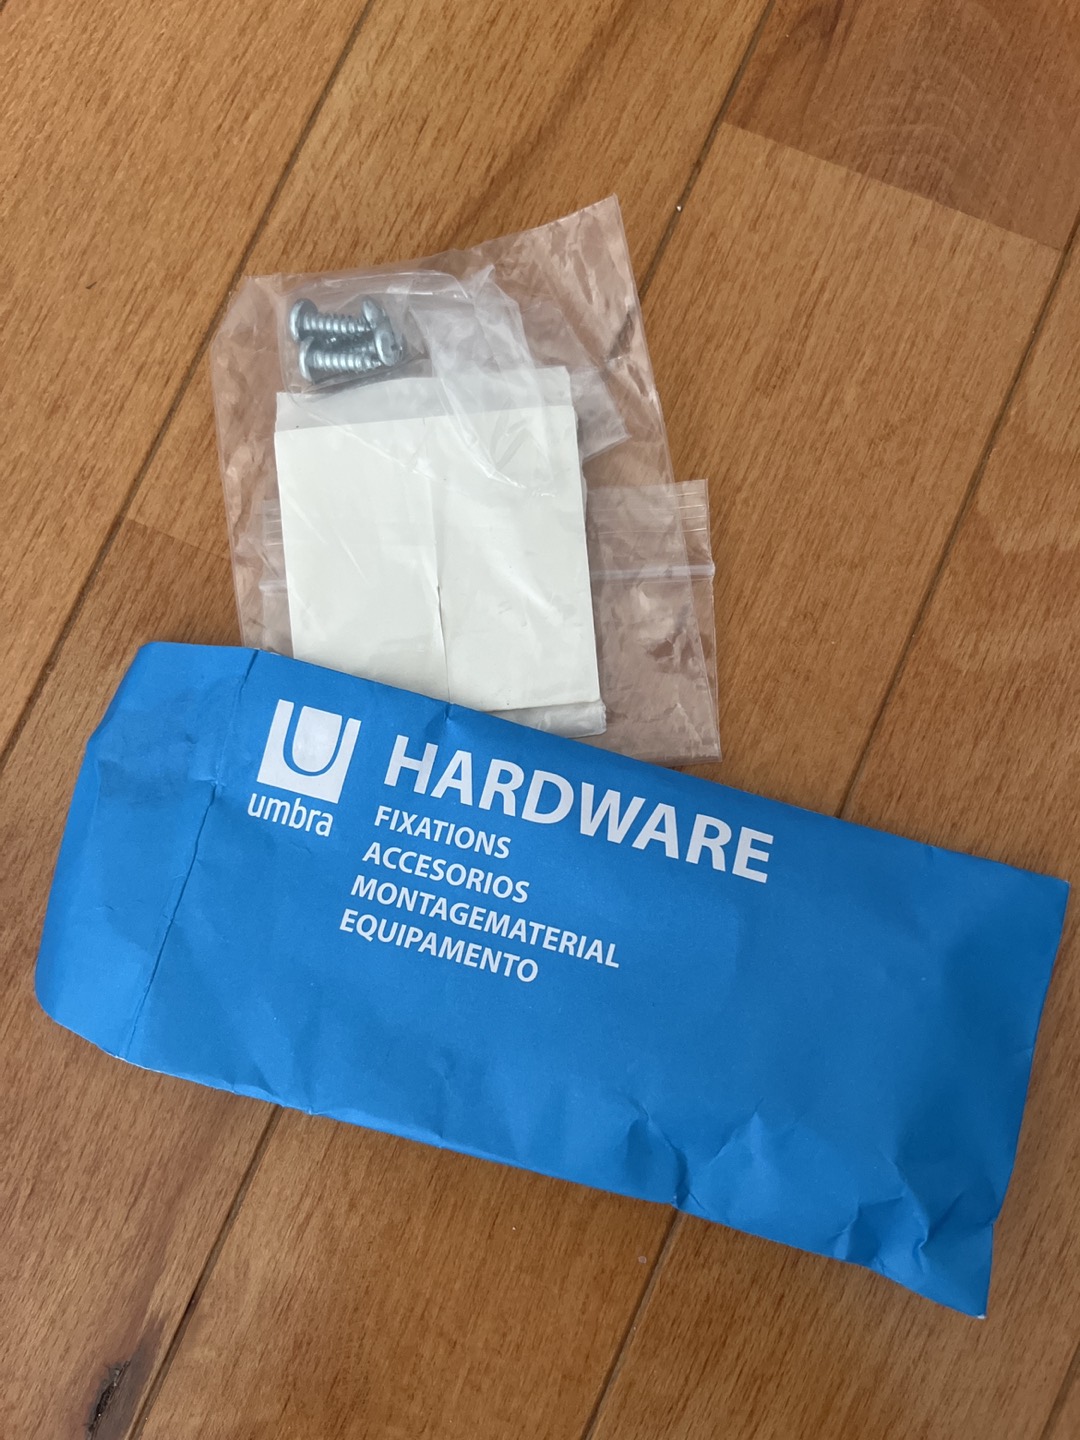 umbra
HARDWARE
FIXATIONS
ACCESORIOS
MONTAGEMATERIAL
EQUIPAMENTO